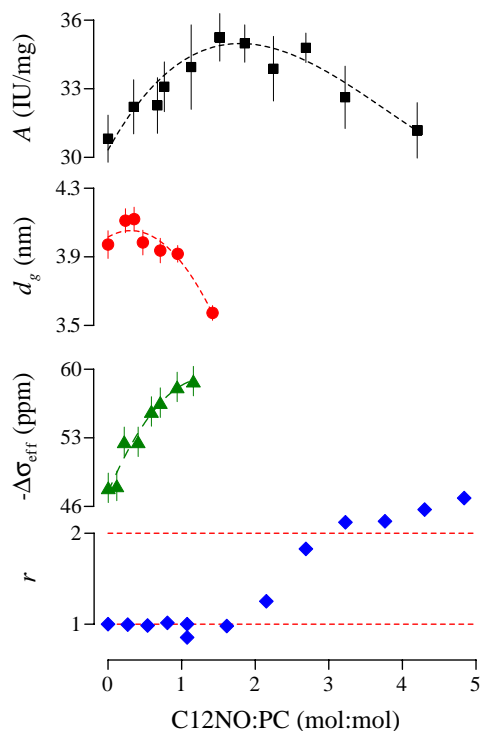 36
33
30
A (IU/mg)
4.3
3.9
3.5
d_g (nm)
60
53
46
-Δσ_eff (ppm)
2
1
r
0 1 2 3 4 5
C12NO:PC (mol:mol)